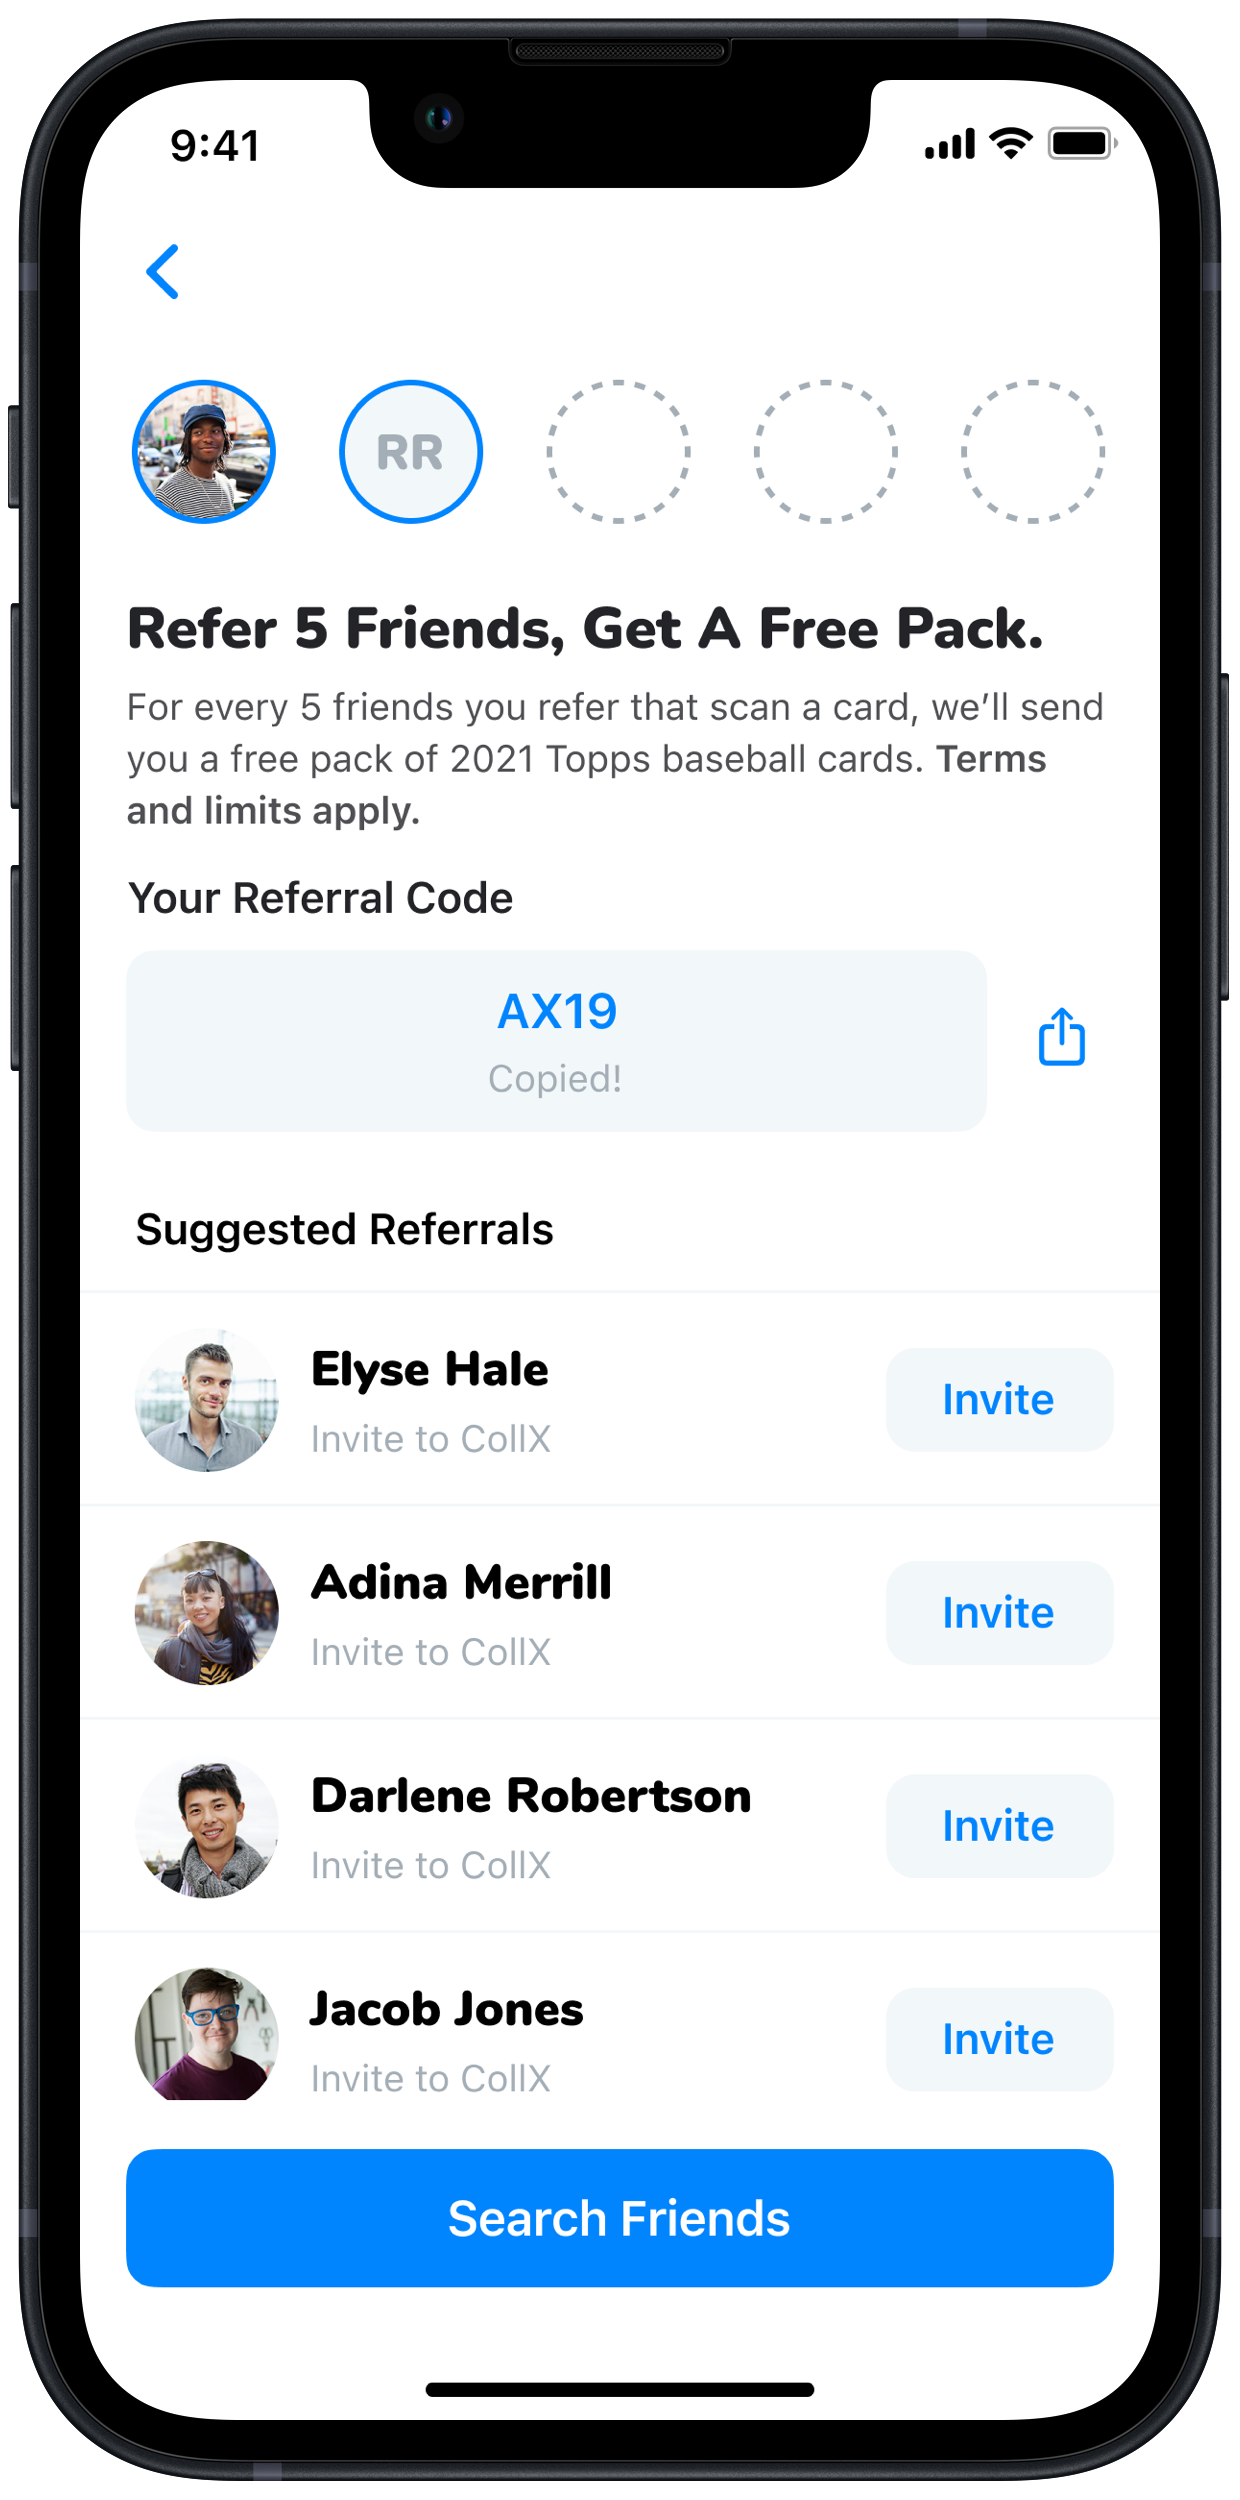 9:41
RR
Refer 5 Friends, Get A Free Pack.
For every 5 friends you refer that scan a card, we’ll send
you a free pack of 2021 Topps baseball cards. Terms
and limits apply.
Your Referral Code
AX19
Copied!
Suggested Referrals
Elyse Hale
Invite to CollX
Invite
Adina Merrill
Invite to CollX
Invite
Darlene Robertson
Invite to CollX
Invite
Jacob Jones
Invite to CollX
Invite
Search Friends